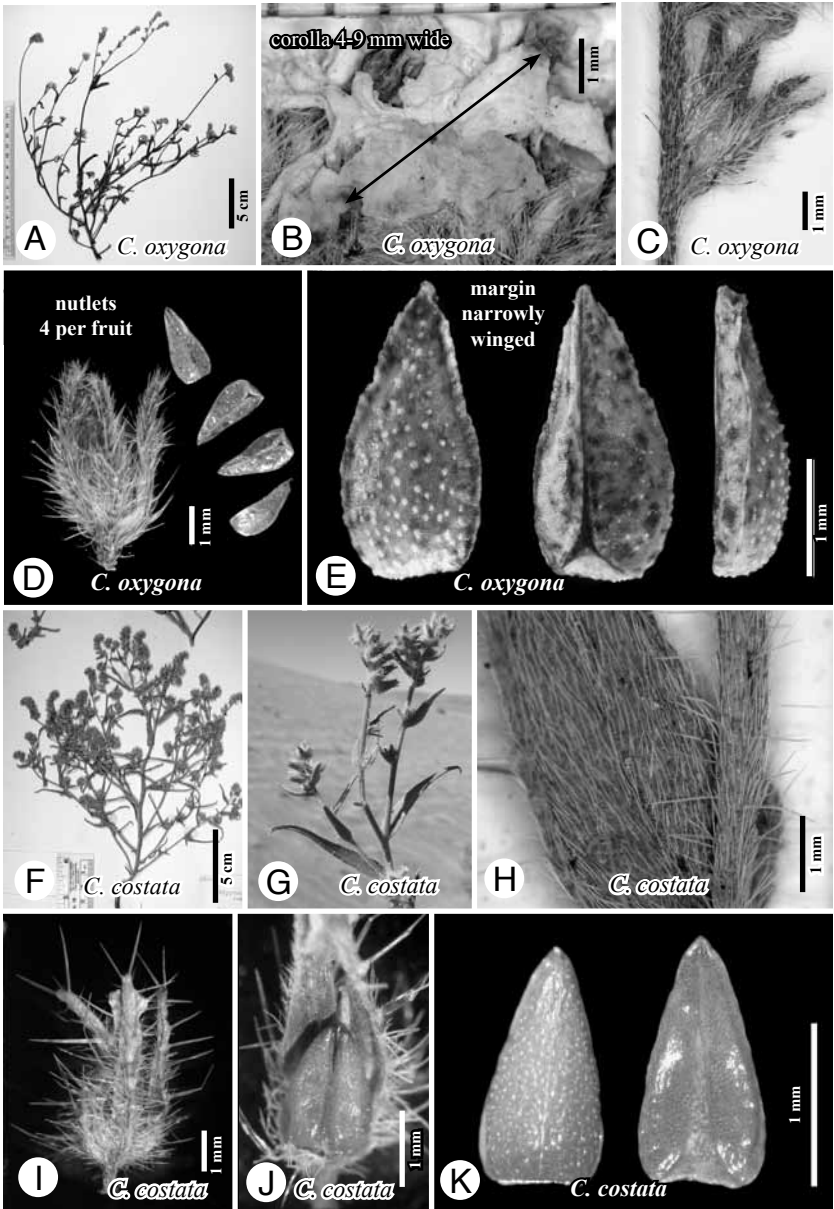 A
5 cm
C. oxygona
corolla 4-9 mm wide
1 mm
B
C. oxygona
C
1 mm
C. oxygona
nutlets
4 per fruit
1 mm
D
C. oxygona
margin
narrowly
winged
1 mm
E
C. oxygona
F
5 cm
C. costata
G
C. costata
H
1 mm
C. costata
I
1 mm
C. costata
J
1 mm
C. costata
K
1 mm
C. costata